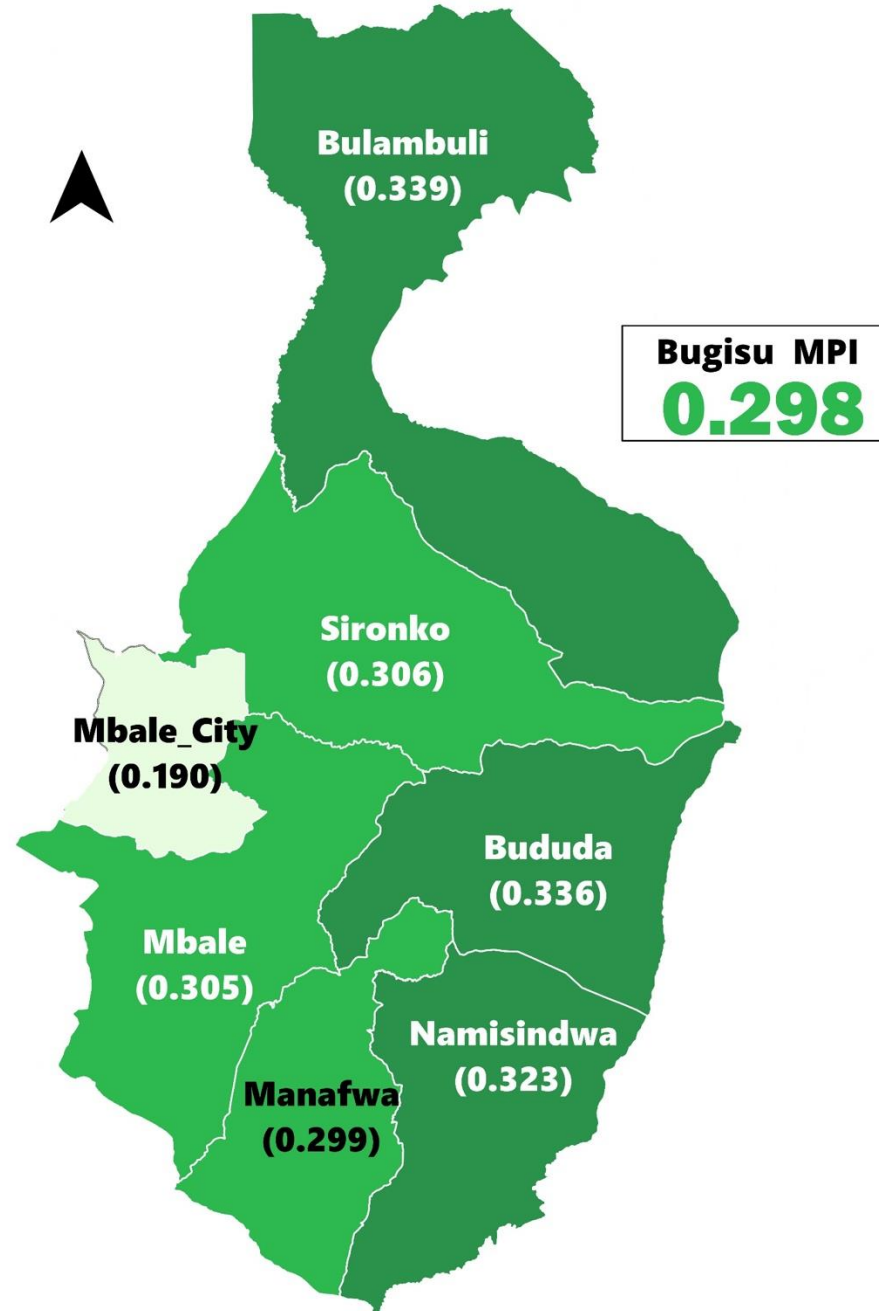 Bulambuli
(0.339)
Bugisu MPI
0.298
Sironko
(0.306)
Mbale_City
(0.190)
Bududa
(0.336)
Mbale
(0.305)
Namisindwa
(0.323)
Manafwa
(0.299)